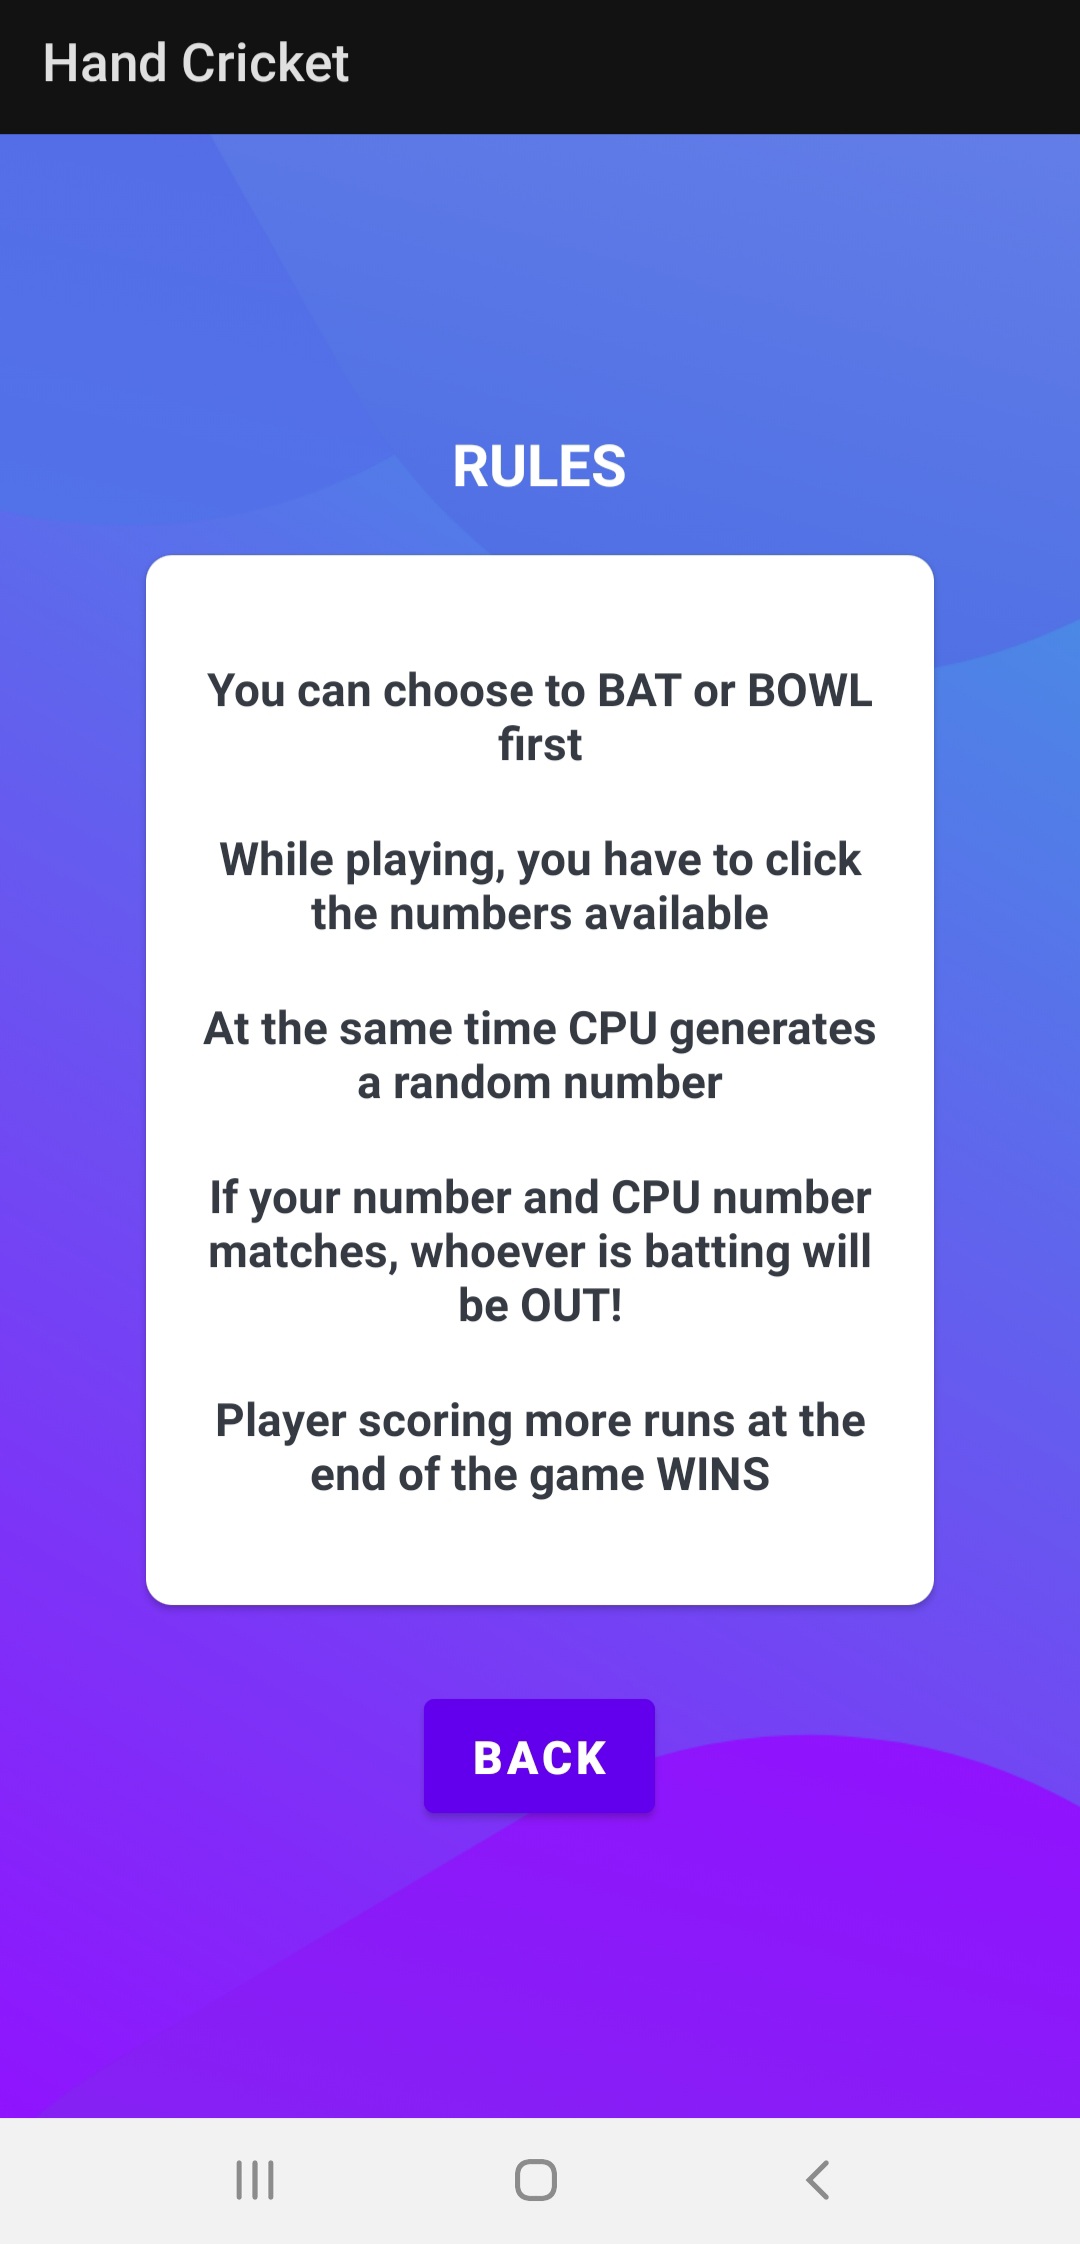 Hand Cricket
RULES
You can choose to BAT or BOWL
first
While playing, you have to click
the numbers available
At the same time CPU generates
a random number
If your number and CPU number
matches, whoever is batting will
be OUT!
Player scoring more runs at the
end of the game WINS
BACK